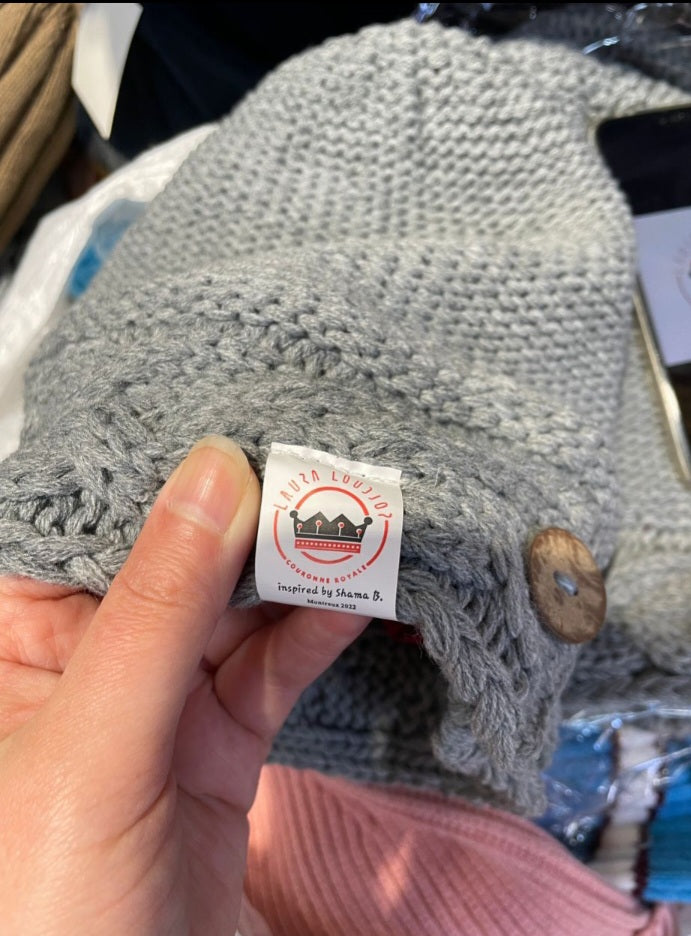 LAURA LOUSSOT
COURONNE ROYALE
inspired by Shama B.
Montreux 2022